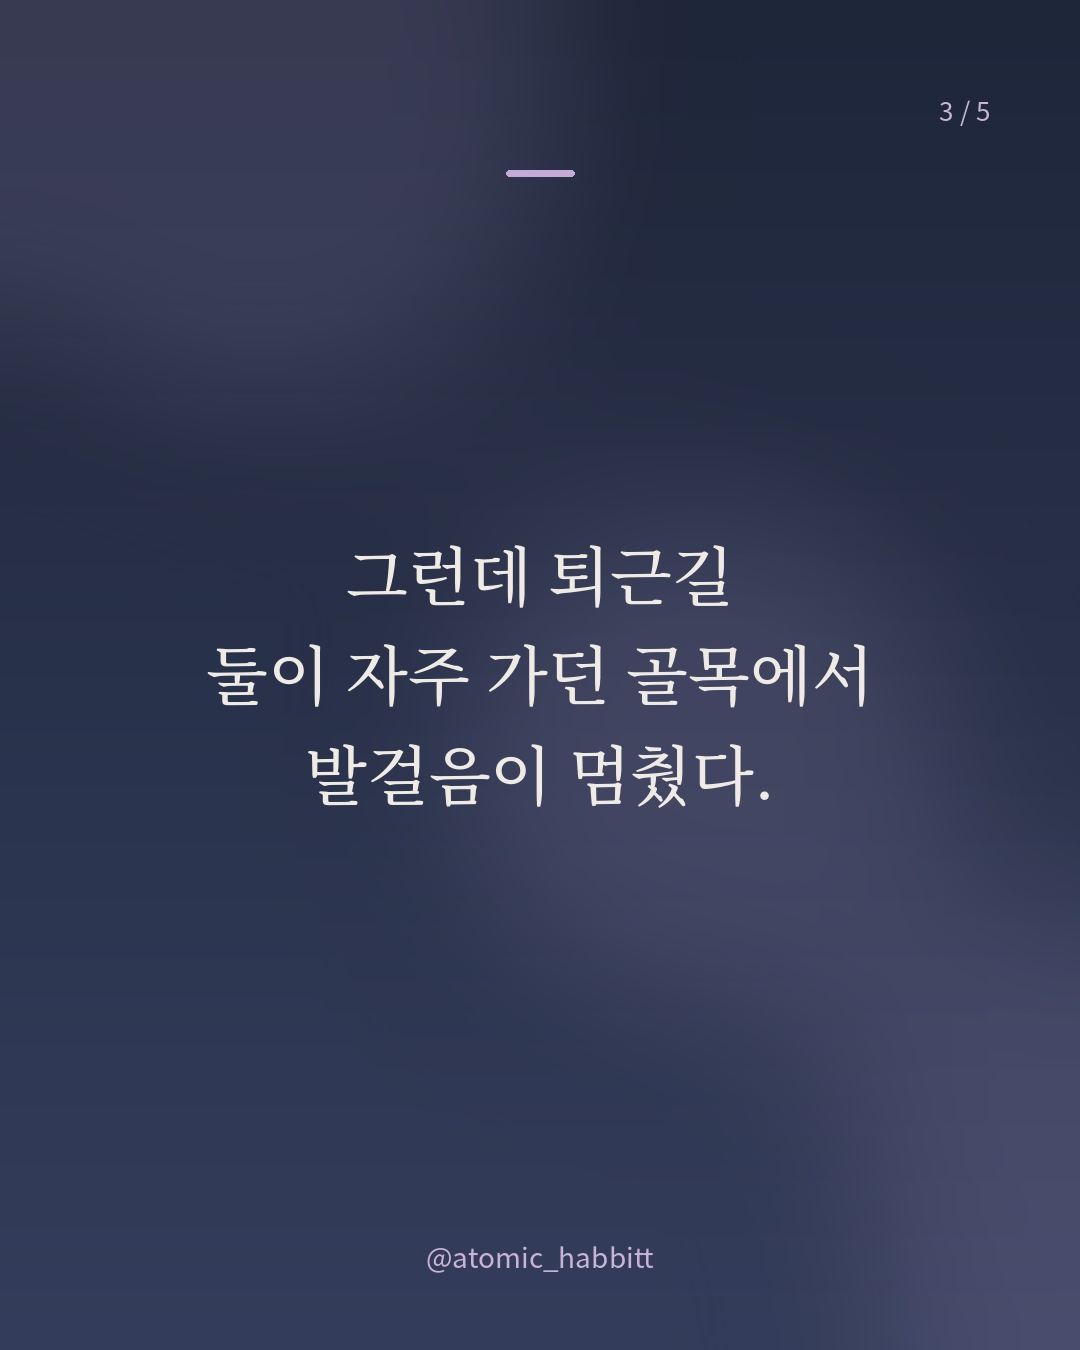 3 / 5
그런데 퇴근길
둘이 자주 가던 골목에서
발걸음이 멈췄다.
@atomic_habbitt